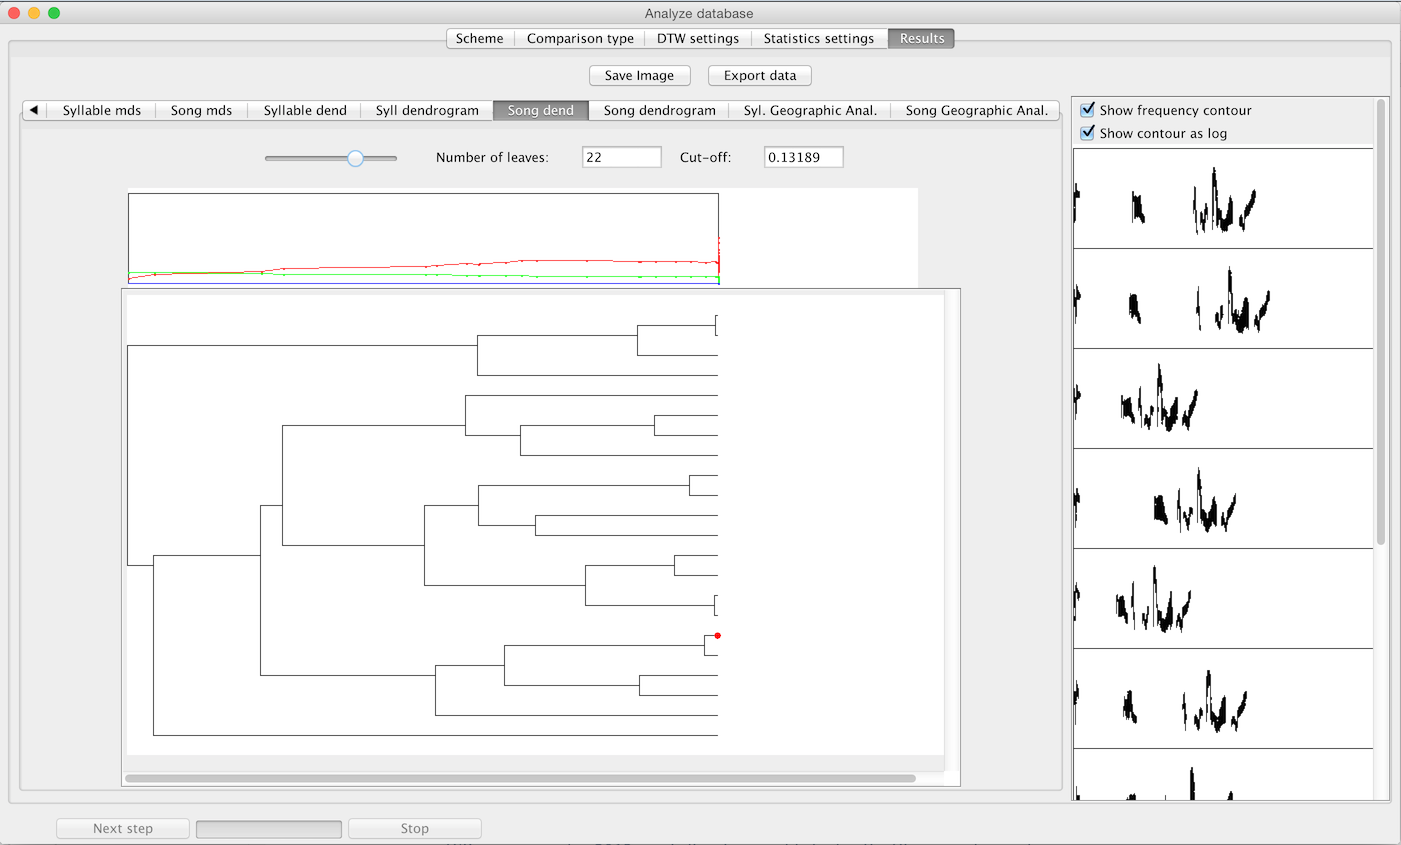 Analyze database
Scheme Comparison type DTW settings Statistics settings Results
Save Image Export data
Syllable mds Song mds Syllable dend Syll dendrogram Song dend Song dendrogram Syl. Geographic Anal. Song Geographic Anal.
Show frequency contour
Show contour as log
Number of leaves: 22 Cut-off: 0.13189
Next step Stop